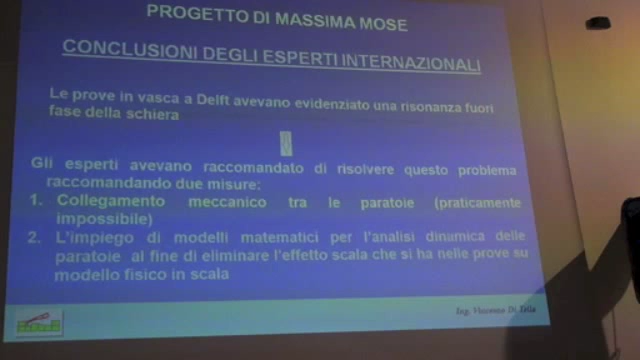 PROGETTO DI MASSIMA MOSE
CONCLUSIONI DEGLI ESPERTI INTERNAZIONALI
Le prove in vasca a Delft avevano evidenziato una risonanza fuori
fase della schiera
Gli esperti avevano raccomandato di risolvere questo problema
raccomandando due misure:
1. Collegamento meccanico tra le paratoie (praticamente
impossibile)
2. L'impiego di modelli matematici per l'analisi dinamica delle
paratoie al fine di eliminare l'effetto scala che si ha nelle prove su
modello fisico in scala
Ing. Vincenzo Di Tella